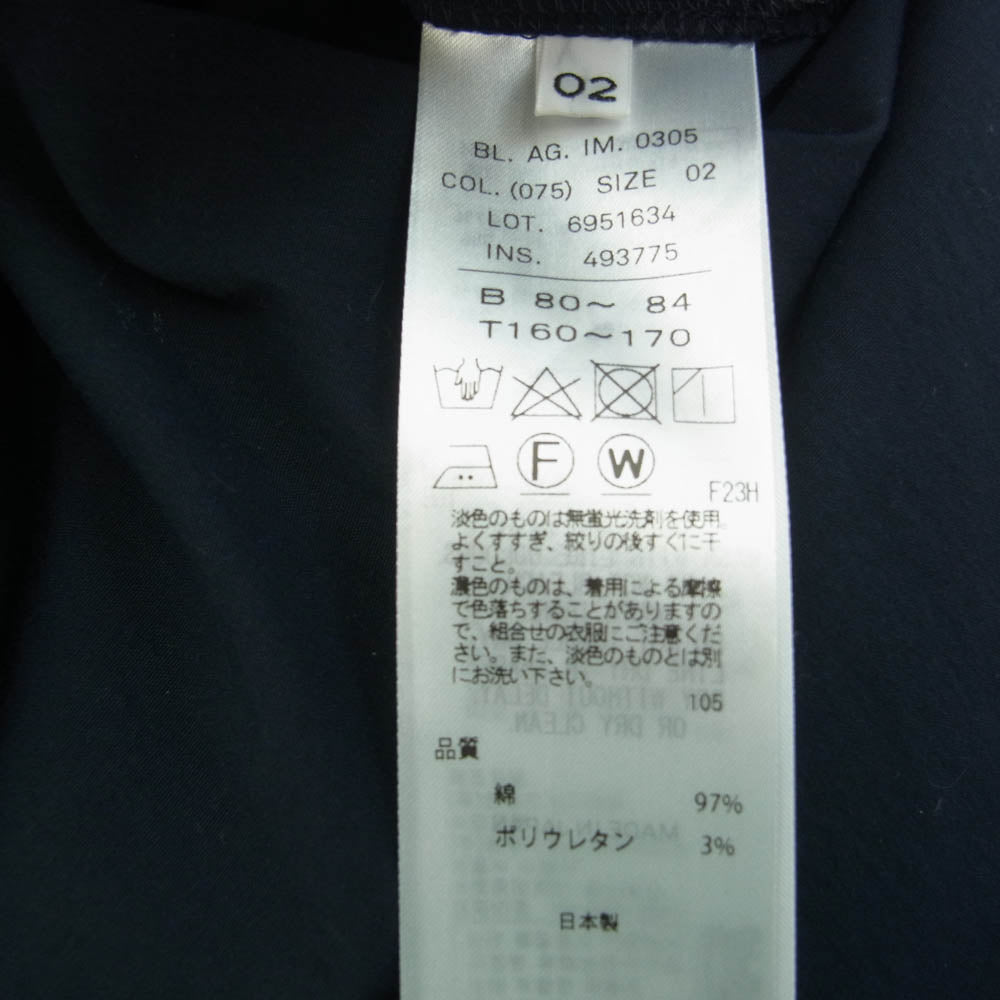 02
BL. AG. IM. 0305
COL. (075) SIZE 02
LOT. 6951634
INS. 493775
B 80～ 84
T160～170
F W
F23H
淡色のものは無蛍光洗剤を使用。
よくすすぎ、絞りの後すぐに干
すこと。
濃色のものは、着用による摩擦
で色落ちすることがありますの
で、組合せの衣服にご注意くだ
さい。また、淡色のものとは別
にお洗い下さい。
105
品質
綿 97%
ポリウレタン 3%
日本製